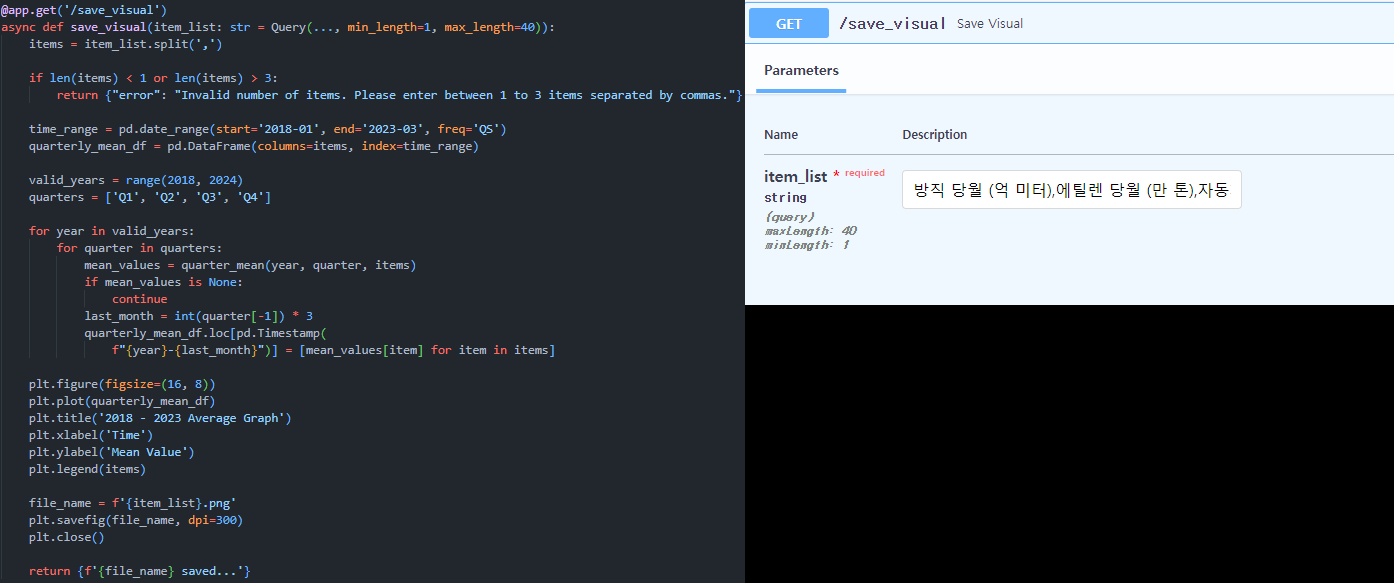 @app.get('/save_visual')
async def save_visual(item_list: str = Query(..., min_length=1, max_length=40)):
    items = item_list.split(',')

    if len(items) < 1 or len(items) > 3:
        return {"error": "Invalid number of items. Please enter between 1 to 3 items separated by commas."}

    time_range = pd.date_range(start='2018-01', end='2023-03', freq='QS')
    quarterly_mean_df = pd.DataFrame(columns=items, index=time_range)

    valid_years = range(2018, 2024)
    quarters = ['Q1', 'Q2', 'Q3', 'Q4']

    for year in valid_years:
        for quarter in quarters:
            mean_values = quarter_mean(year, quarter, items)
            if mean_values is None:
                continue
            last_month = int(quarter[-1]) * 3
            quarterly_mean_df.loc[pd.Timestamp(
                f"{year}-{last_month}")] = [mean_values[item] for item in items]

    plt.figure(figsize=(16, 8))
    plt.plot(quarterly_mean_df)
    plt.title('2018 - 2023 Average Graph')
    plt.xlabel('Time')
    plt.ylabel('Mean Value')
    plt.legend(items)

    file_name = f'{item_list}.png'
    plt.savefig(file_name, dpi=300)
    plt.close()

    return {f'{file_name} saved...'}
GET /save_visual Save Visual
Parameters
Name Description
item_list * required
string
(query)
maxLength: 40
minLength: 1
방직 당월 (억 미터),에틸렌 당월 (만 톤),자동